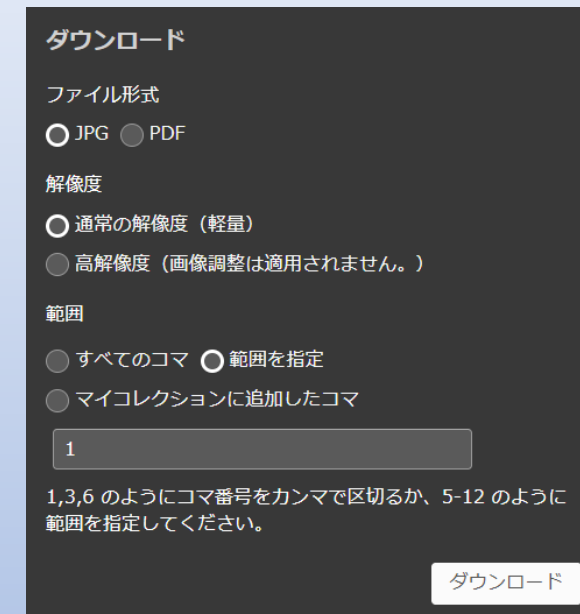 ダウンロード
ファイル形式
JPG PDF
解像度
通常の解像度（軽量）
高解像度（画像調整は適用されません。）
範囲
すべてのコマ 範囲を指定
マイコレクションに追加したコマ
1
1,3,6 のようにコマ番号をカンマで区切るか、5-12 のように
範囲を指定してください。
ダウンロード